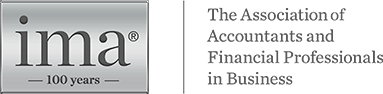 ima®
— 100 years —
The Association of
Accountants and
Financial Professionals
in Business